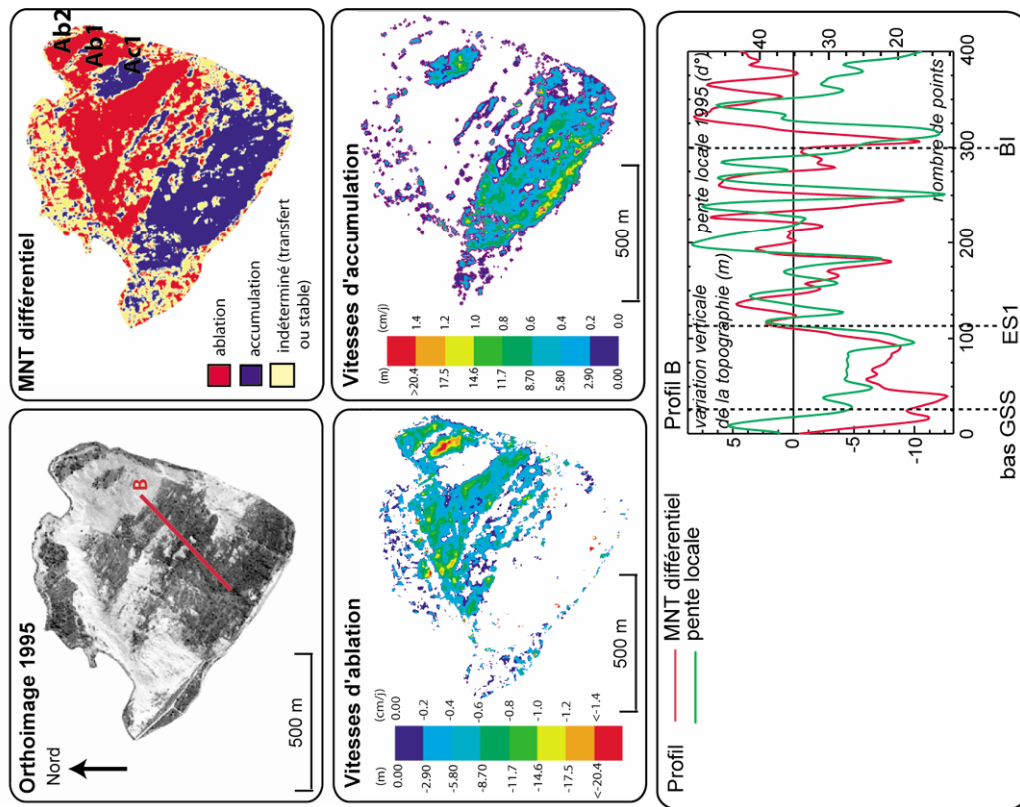 Orthoimage 1995
Nord
B
500 m
MNT différentiel
Ab2
Ab1
Ac1
ablation
accumulation
indéterminé (transfert
ou stable)
Vitesses d'ablation
(m) (cm/j)
0.00 0.00
-2.90 -0.2
-5.80 -0.4
-8.70 -0.6
-11.7 -0.8
-14.6 -1.0
-17.5 -1.2
<-20.4 <-1.4
500 m
Vitesses d'accumulation
(m) (cm/j)
>20.4 1.4
17.5 1.2
14.6 1.0
11.7 0.8
8.70 0.6
5.80 0.4
2.90 0.2
0.00 0.0
500 m
Profil MNT différentiel
pente locale
Profil B
variation verticale
de la topographie (m)
pente locale 1995 (d°)
nombre de points
5
0
-5
-10
40
30
20
0 100 200 300 400
bas GSS ES1 BI